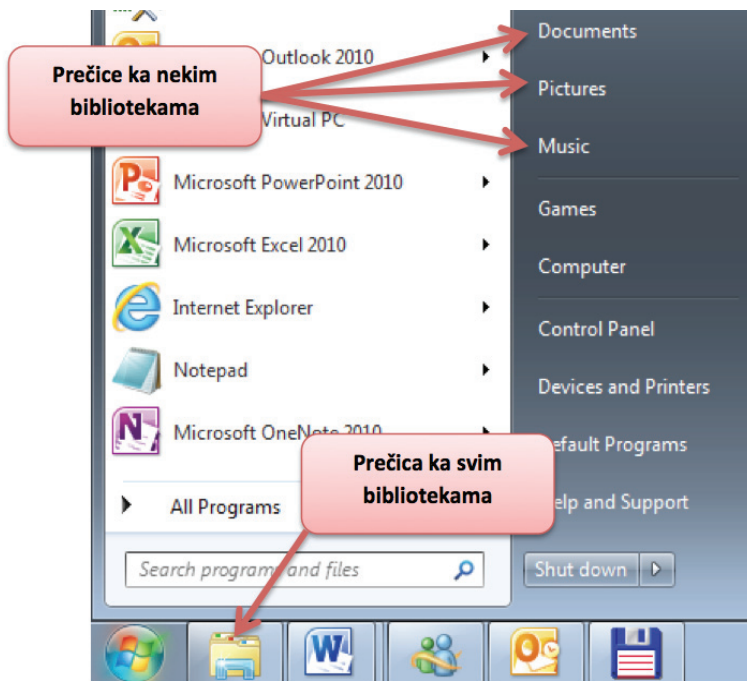 Prečice ka nekim
bibliotekama
Outlook 2010
Virtual PC
Microsoft PowerPoint 2010
Microsoft Excel 2010
Internet Explorer
Notepad
Microsoft OneNote 2010
All Programs
Search programs and files
Documents
Pictures
Music
Games
Computer
Control Panel
Devices and Printers
efault Programs
elp and Support
Shut down
Prečica ka svim
bibliotekama